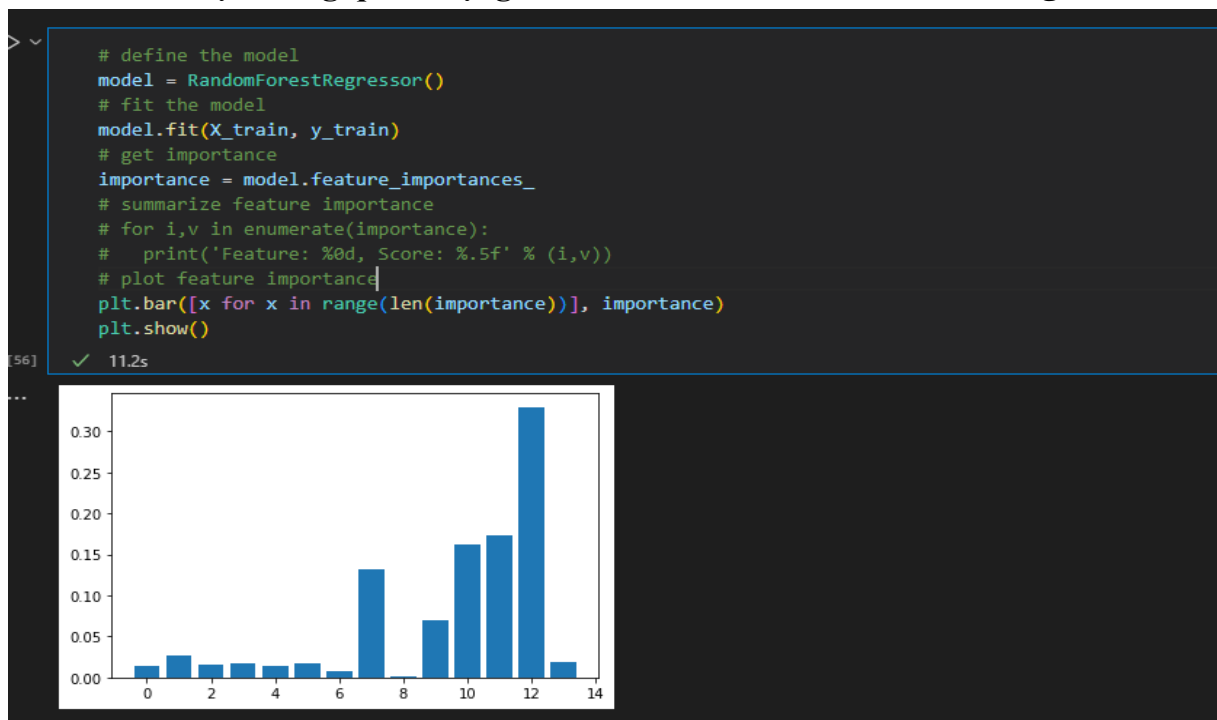 # define the model
model = RandomForestRegressor()
# fit the model
model.fit(X_train, y_train)
# get importance
importance = model.feature_importances_
# summarize feature importance
# for i,v in enumerate(importance):
#   print('Feature: %0d, Score: %.5f' % (i,v))
# plot feature importance
plt.bar([x for x in range(len(importance))], importance)
plt.show()
[56] ✓ 11.2s
...
0.30
0.25
0.20
0.15
0.10
0.05
0.00
0 2 4 6 8 10 12 14